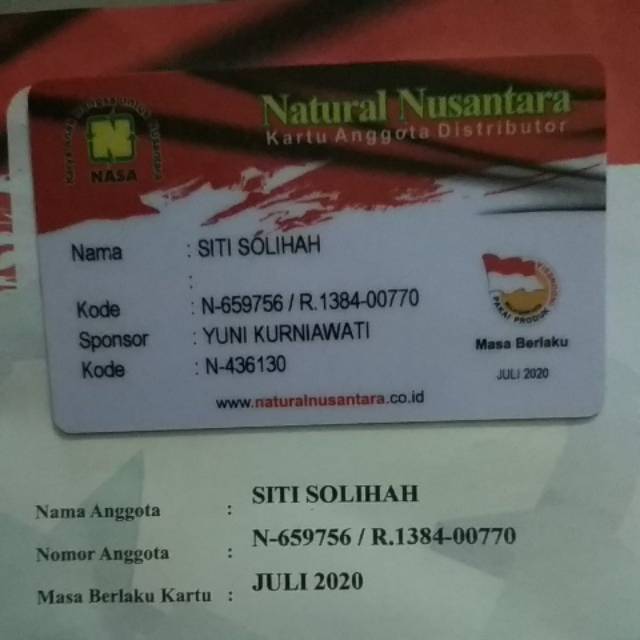 Natural Nusantara
Kartu Anggota Distributor
N
NASA
Nama : SITI SOLIHAH
:
Kode : N-659756 / R.1384-00770
Sponsor : YUNI KURNIAWATI
Kode : N-436130
PAKAI PRODUK
Masa Berlaku
JULI 2020
www.naturalnusantara.co.id
Nama Anggota : SITI SOLIHAH
Nomor Anggota : N-659756 / R.1384-00770
Masa Berlaku Kartu : JULI 2020